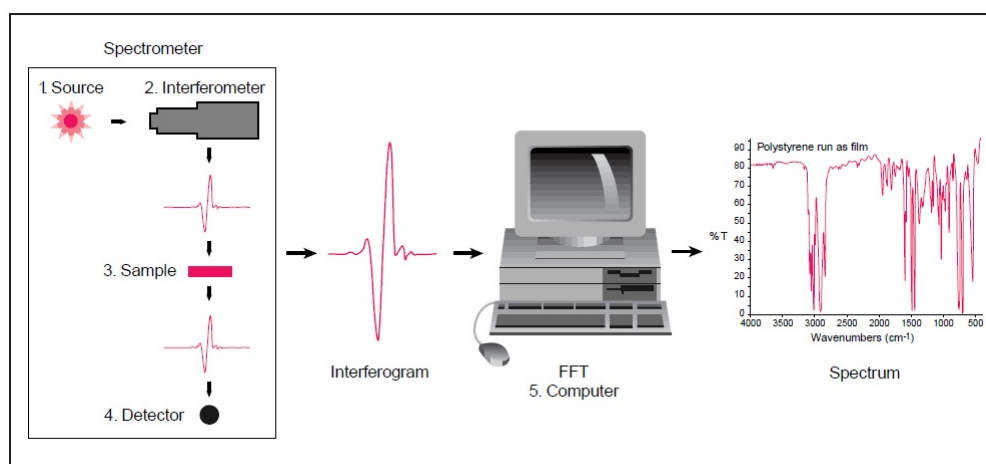 Spectrometer
1. Source
2. Interferometer
3. Sample
4. Detector
Interferogram
FFT
5. Computer
Polystyrene run as film
%T
90
80
70
60
50
40
30
20
10
0
4000 3500 3000 2500 2000 1500 1000 500
Wavenumbers (cm-1)
Spectrum